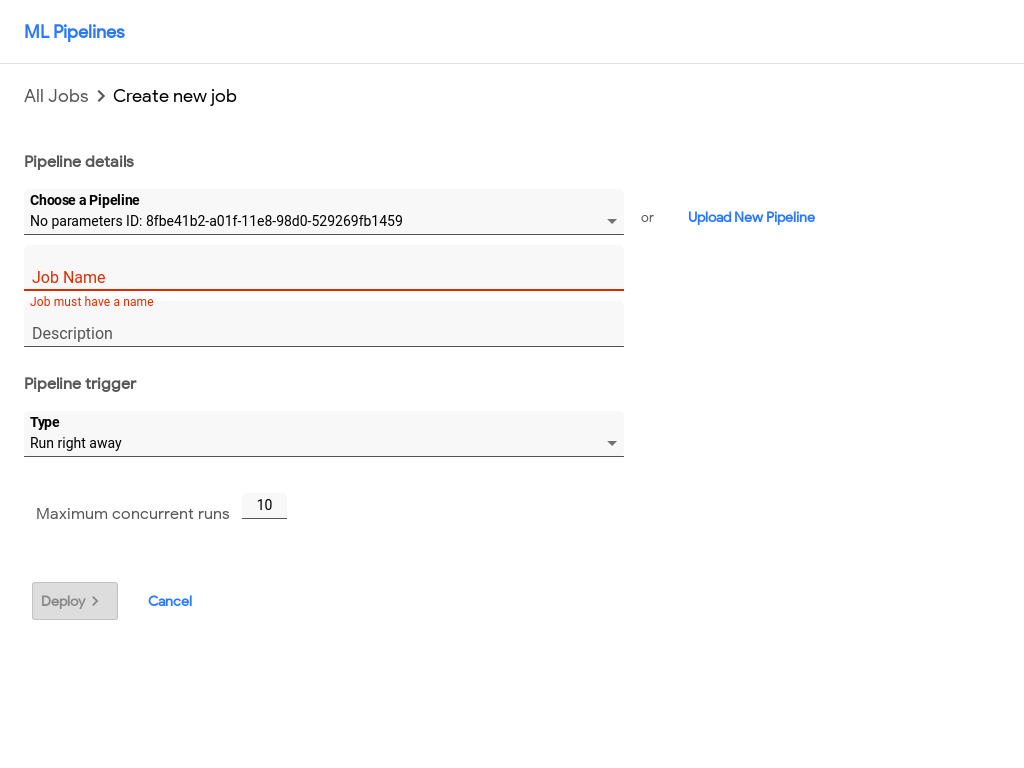 ML Pipelines
All Jobs > Create new job
Pipeline details
Choose a Pipeline
No parameters ID: 8fbe41b2-a01f-11e8-98d0-529269fb1459
or
Upload New Pipeline
Job Name
Job must have a name
Description
Pipeline trigger
Type
Run right away
Maximum concurrent runs 10
Deploy >
Cancel